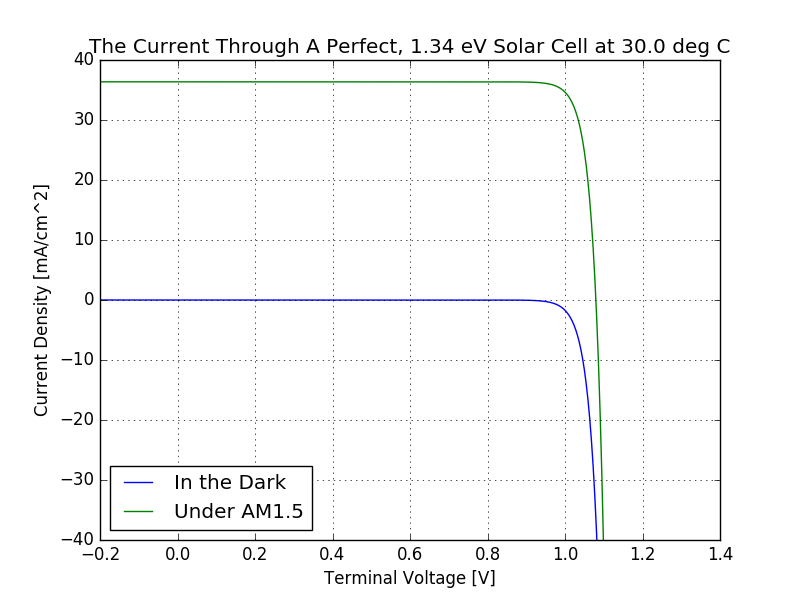 The Current Through A Perfect, 1.34 eV Solar Cell at 30.0 deg C
40
30
20
10
0
−10
−20
−30
−40
Current Density [mA/cm^2]
In the Dark
Under AM1.5
−0.2 0.0 0.2 0.4 0.6 0.8 1.0 1.2 1.4
Terminal Voltage [V]